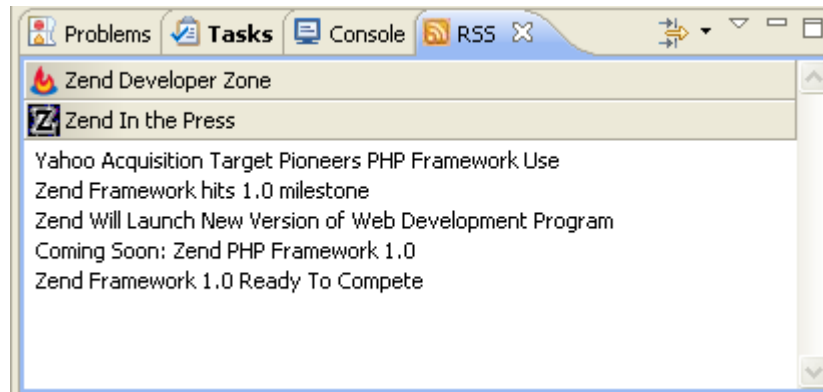 Problems Tasks Console RSS
Zend Developer Zone
Z Zend In the Press
Yahoo Acquisition Target Pioneers PHP Framework Use
Zend Framework hits 1.0 milestone
Zend Will Launch New Version of Web Development Program
Coming Soon: Zend PHP Framework 1.0
Zend Framework 1.0 Ready To Compete